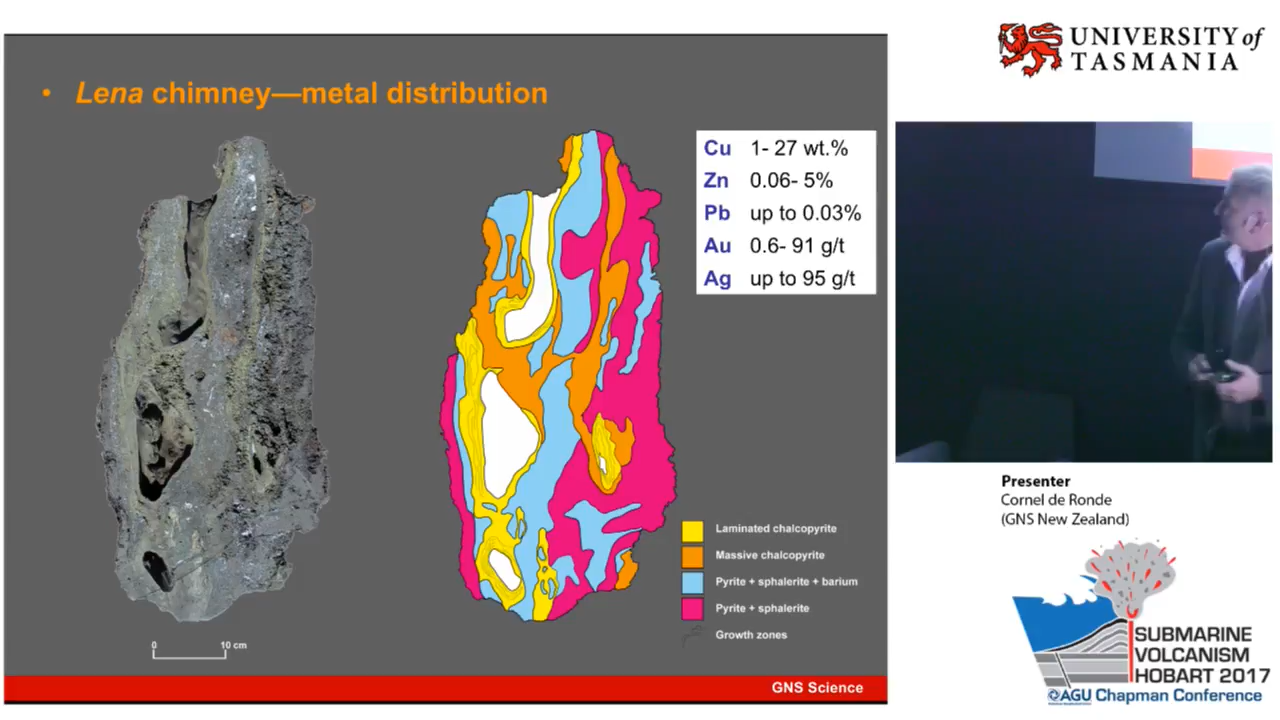 • Lena chimney—metal distribution
Cu 1- 27 wt.%
Zn 0.06- 5%
Pb up to 0.03%
Au 0.6- 91 g/t
Ag up to 95 g/t
Laminated chalcopyrite
Massive chalcopyrite
Pyrite + sphalerite + barium
Pyrite + sphalerite
Growth zones
0 10 cm
GNS Science
UNIVERSITY of
TASMANIA
Presenter
Cornel de Ronde
(GNS New Zealand)
SUBMARINE
VOLCANISM
HOBART 2017
AGU Chapman Conference